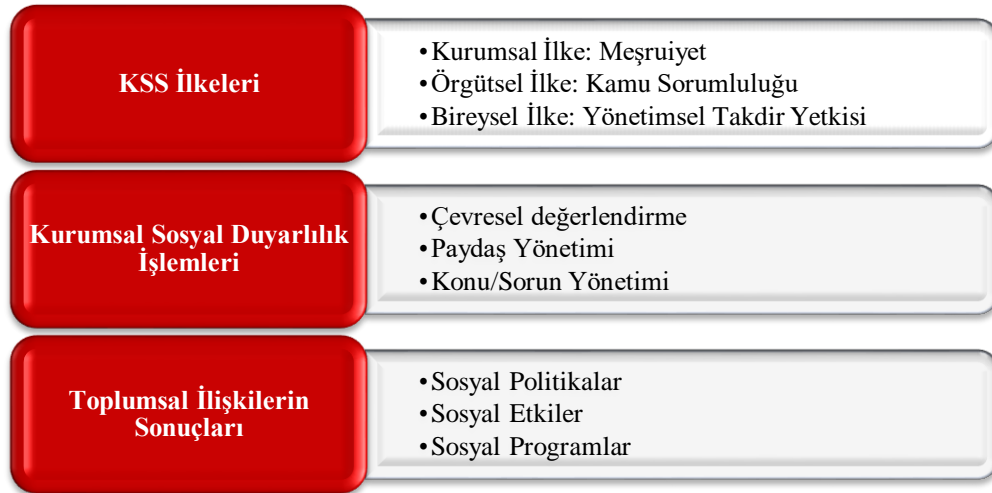 KSS İlkeleri
•Kurumsal İlke: Meşruiyet
•Örgütsel İlke: Kamu Sorumluluğu
•Bireysel İlke: Yönetimsel Takdir Yetkisi
Kurumsal Sosyal Duyarlılık
İşlemleri
•Çevresel değerlendirme
•Paydaş Yönetimi
•Konu/Sorun Yönetimi
Toplumsal İlişkilerin
Sonuçları
•Sosyal Politikalar
•Sosyal Etkiler
•Sosyal Programlar